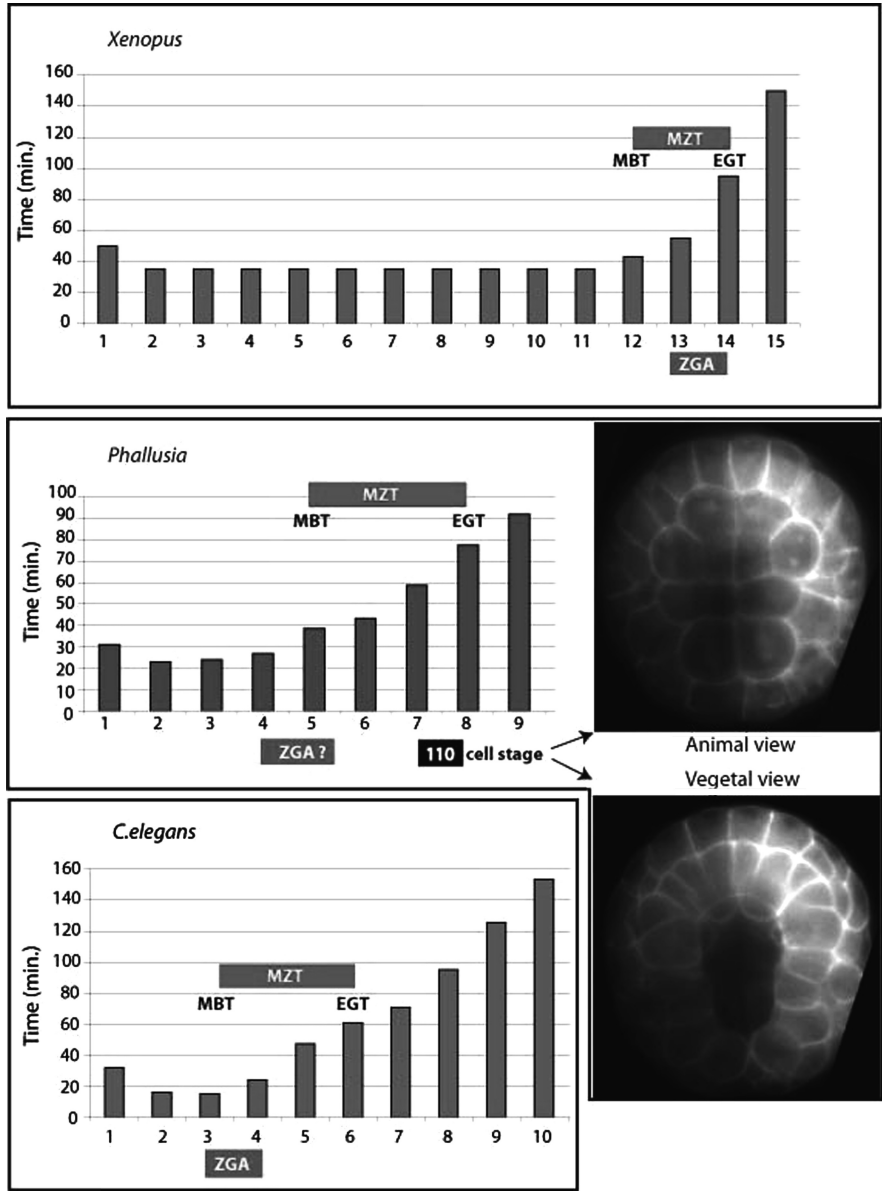 Xenopus
160
140
120
100
80
60
40
20
0
Time (min.)
MZT
MBT EGT
1 2 3 4 5 6 7 8 9 10 11 12 13 14 15
ZGA
Phallusia
100
90
80
70
60
50
40
30
20
10
0
Time (min.)
MZT
MBT EGT
1 2 3 4 5 6 7 8 9
ZGA ?
110 cell stage
Animal view
Vegetal view
C.elegans
160
140
120
100
80
60
40
20
0
Time (min.)
MZT
MBT EGT
1 2 3 4 5 6 7 8 9 10
ZGA